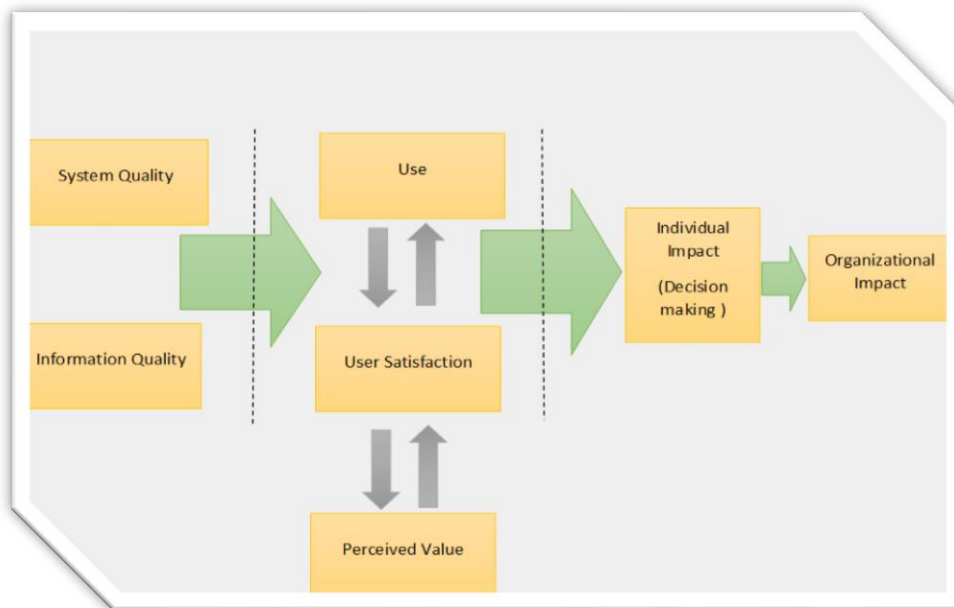 System Quality
Information Quality
Use
User Satisfaction
Perceived Value
Individual
Impact
(Decision
making )
Organizational
Impact